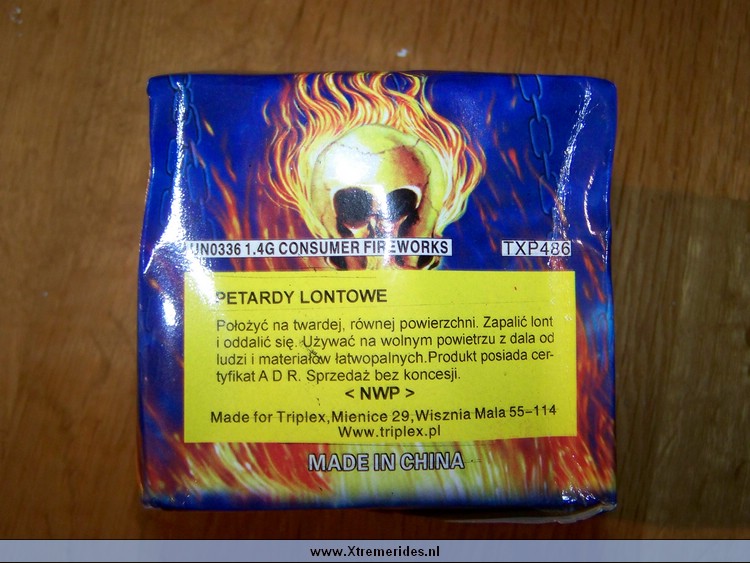 UN0336 1.4G CONSUMER FIREWORKS
TXP486
PETARDY LONTOWE
Położyć na twardej, równej powierzchni. Zapalić lont
i oddalić się. Używać na wolnym powietrzu z dala od
ludzi i materiałow łatwopalnych.Produkt posiada cer-
tyfikat A D R. Sprzedaż bez koncesji.
< NWP >
Made for Triplex,Mienice 29,Wisznia Mala 55-114
Www.triplex.pl
MADE IN CHINA
www.Xtremerides.nl